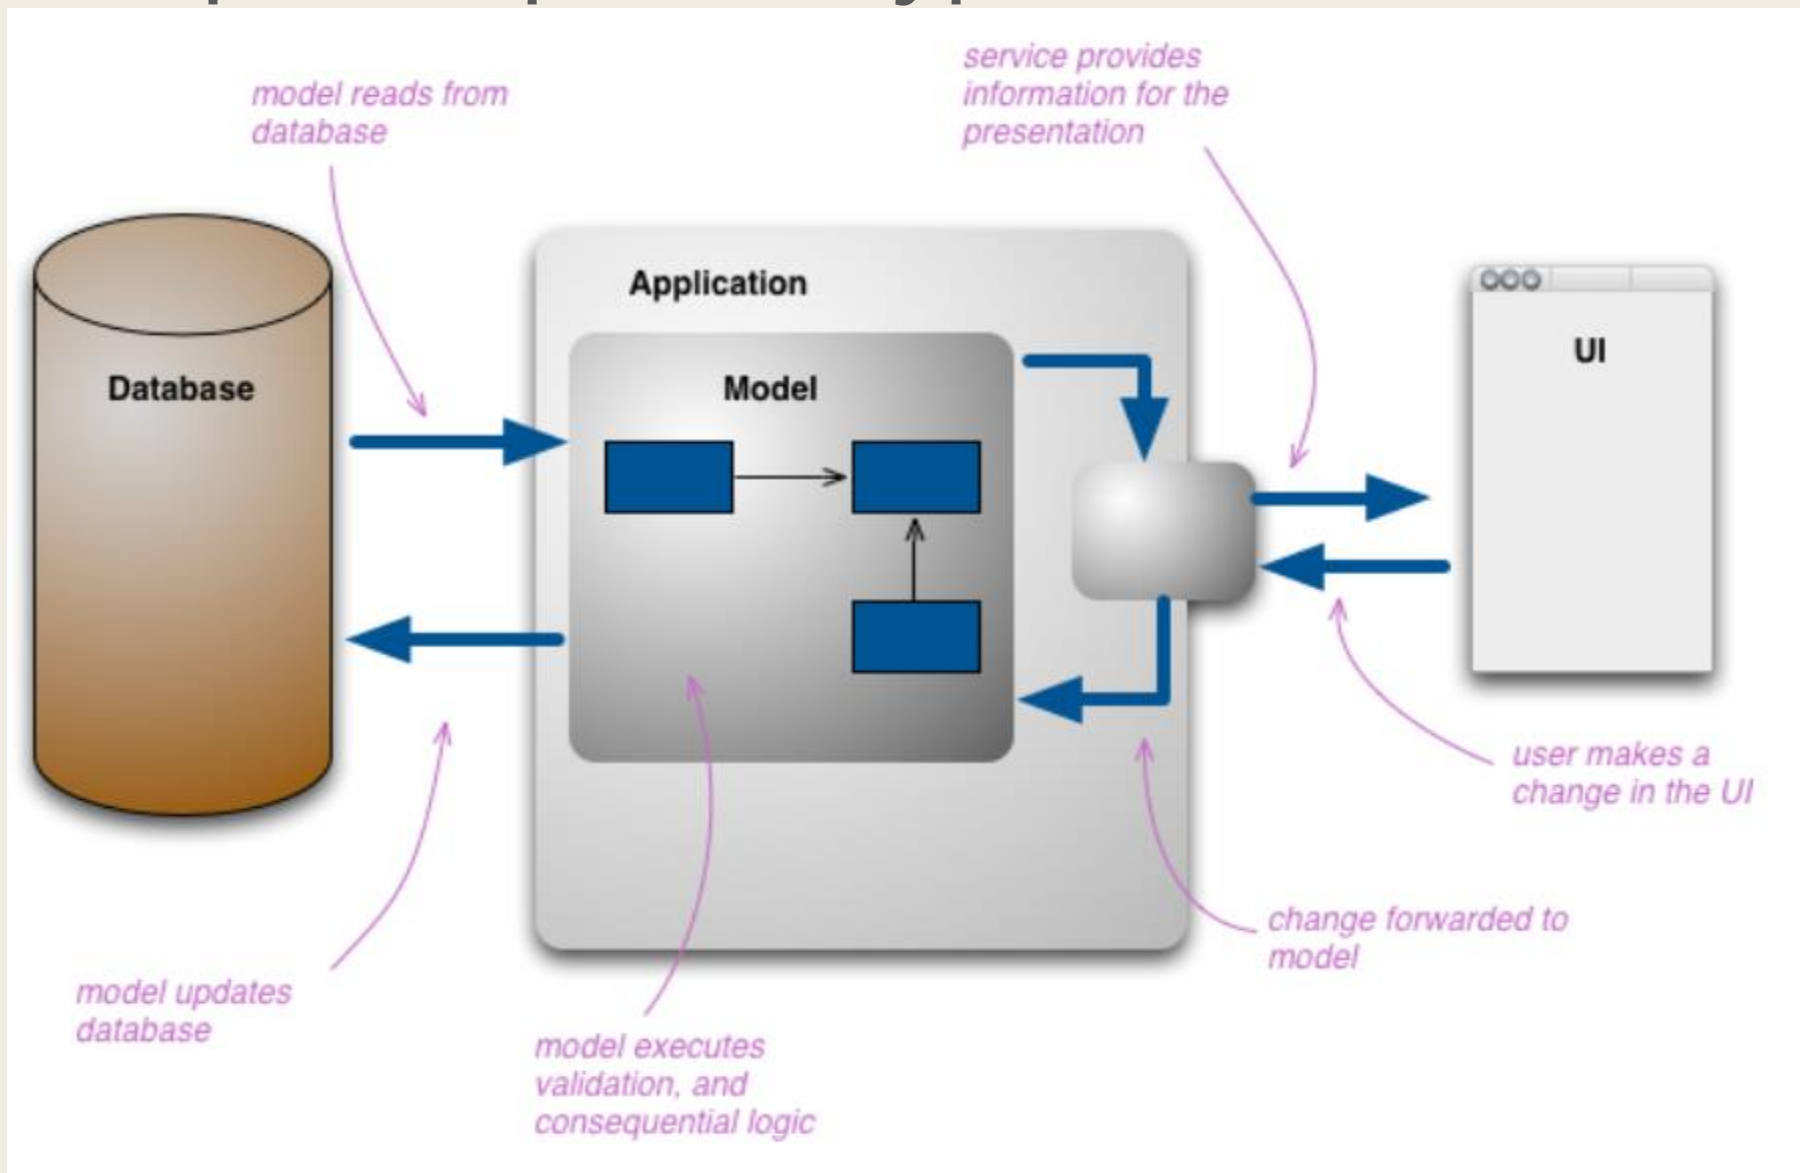 model reads from
database
service provides
information for the
presentation
Application
UI
Database
Model
user makes a
change in the UI
change forwarded to
model
model updates
database
model executes
validation, and
consequential logic